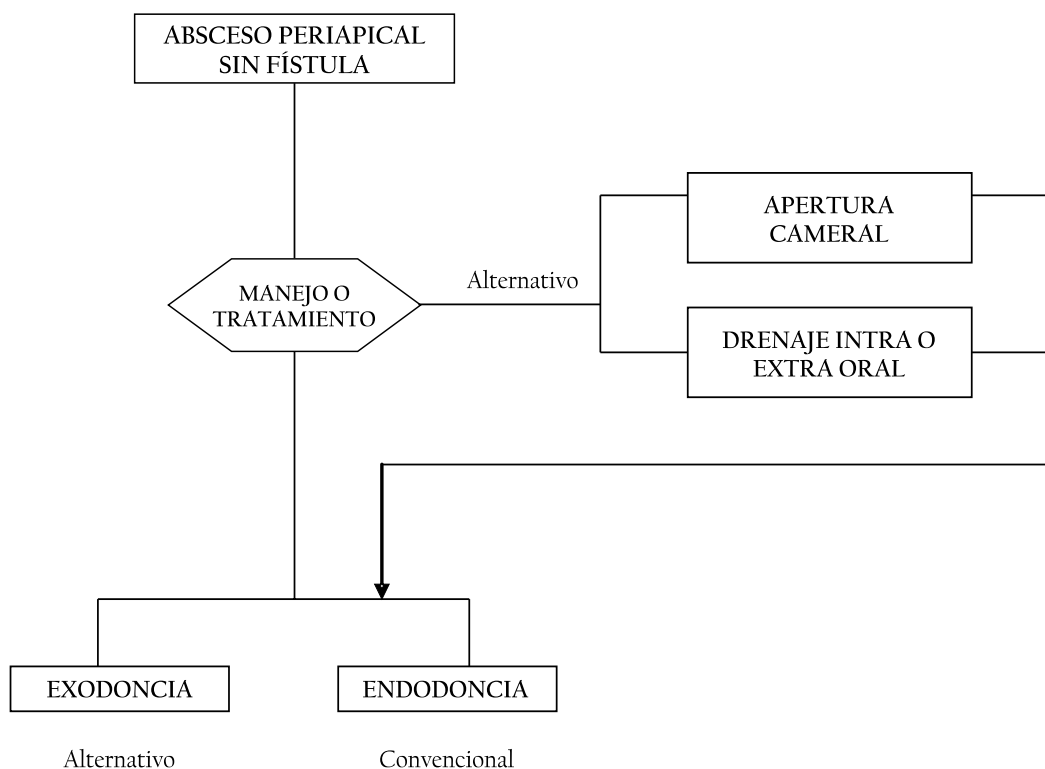 ABSCESO PERIAPICAL
SIN FÍSTULA
APERTURA
CAMERAL
Alternativo
MANEJO O
TRATAMIENTO
DRENAJE INTRA O
EXTRA ORAL
EXODONCIA
ENDODONCIA
Alternativo
Convencional